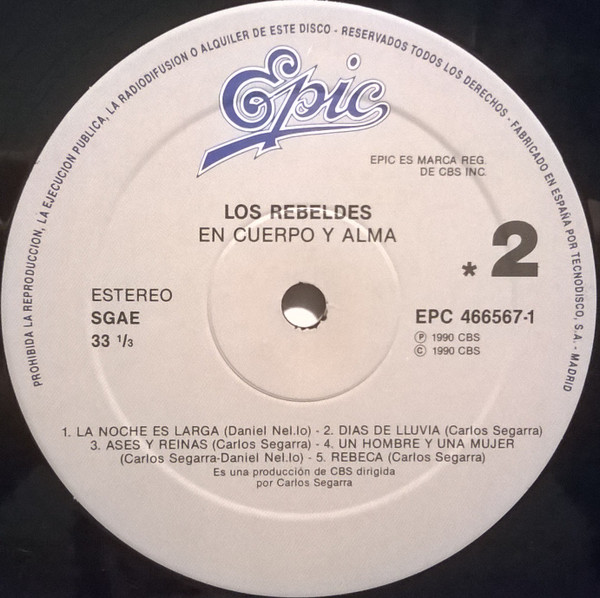 PROHIBIDA LA REPRODUCCION, LA EJECUCION PUBLICA, LA RADIODIFUSION O ALQUILER DE ESTE DISCO - RESERVADOS TODOS LOS DERECHOS - FABRICADO EN ESPAÑA POR TECNODISCO, S.A. - MADRID
Epic
EPIC ES MARCA REG.
DE CBS INC.
LOS REBELDES
EN CUERPO Y ALMA
* 2
ESTEREO
SGAE
33 1/3
EPC 466567-1
Ⓟ 1990 CBS
© 1990 CBS
1. LA NOCHE ES LARGA (Daniel Nel.lo) - 2. DIAS DE LLUVIA (Carlos Segarra)
3. ASES Y REINAS (Carlos Segarra) - 4. UN HOMBRE Y UNA MUJER
(Carlos Segarra-Daniel Nel.lo) - 5. REBECA (Carlos Segarra)
Es una producción de CBS dirigida
por Carlos Segarra